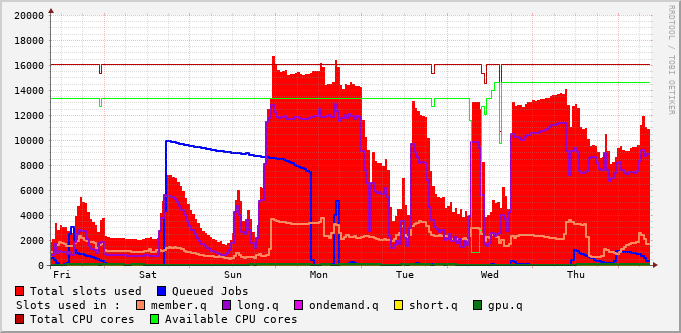 RRDTOOL / TOBI OETIKER
20000
18000
16000
14000
12000
10000
8000
6000
4000
2000
0
Fri Sat Sun Mon Tue Wed Thu
Total slots used Queued Jobs
Slots used in : member.q long.q ondemand.q short.q gpu.q
Total CPU cores Available CPU cores